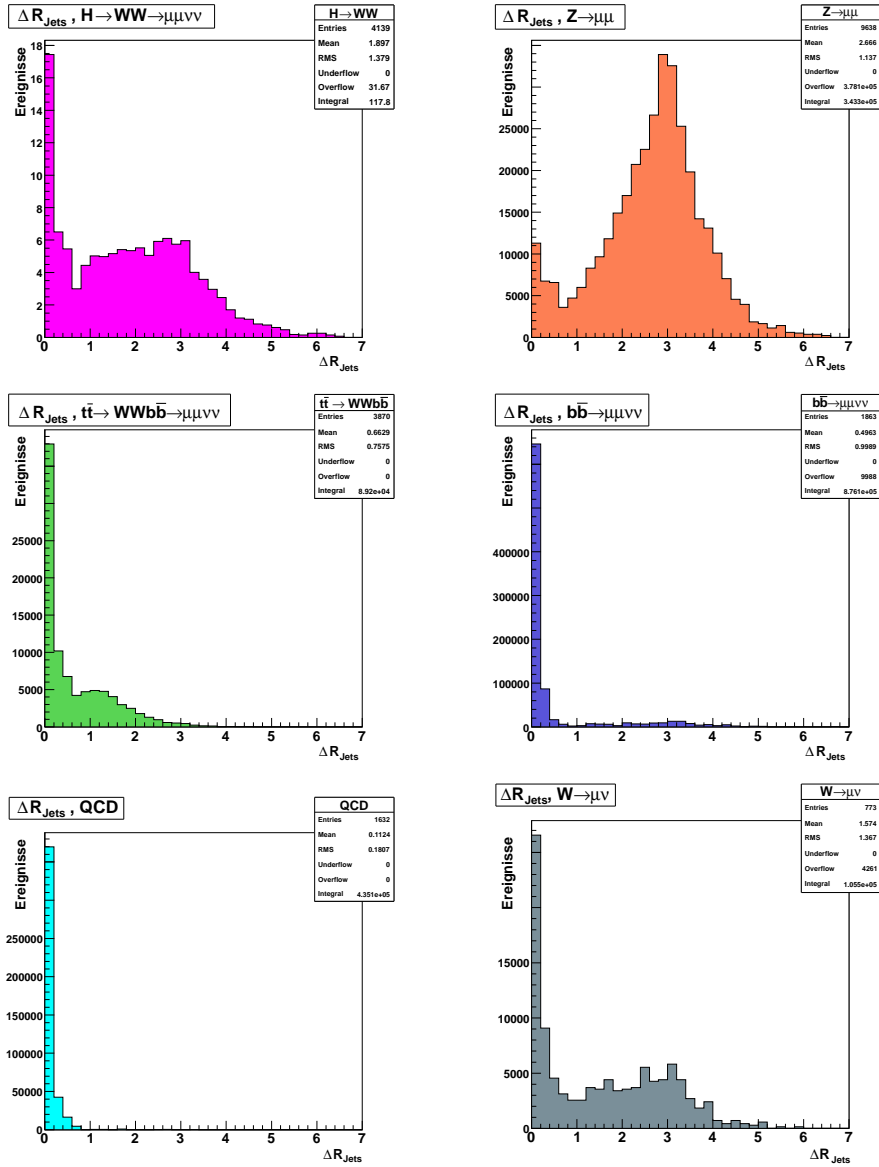 ΔR_Jets , H→WW→μμνν
H→WW
Entries 4139
Mean 1.897
RMS 1.379
Underflow 0
Overflow 31.67
Integral 117.8
Ereignisse
18
16
14
12
10
8
6
4
2
0
0 1 2 3 4 5 6 7
ΔR_Jets
ΔR_Jets , Z→μμ
Z→μμ
Entries 9638
Mean 2.666
RMS 1.137
Underflow 0
Overflow 3.781e+05
Integral 3.433e+05
Ereignisse
25000
20000
15000
10000
5000
0
0 1 2 3 4 5 6 7
ΔR_Jets
ΔR_Jets , tt̄→ WWbb̄→μμνν
tt̄→ WWbb̄
Entries 3870
Mean 0.6629
RMS 0.7575
Underflow 0
Overflow 0
Integral 8.92e+04
Ereignisse
25000
20000
15000
10000
5000
0
0 1 2 3 4 5 6 7
ΔR_Jets
ΔR_Jets , bb̄→μμνν
bb̄→μμνν
Entries 1863
Mean 0.4963
RMS 0.9989
Underflow 0
Overflow 9988
Integral 8.761e+05
Ereignisse
400000
300000
200000
100000
0
0 1 2 3 4 5 6 7
ΔR_Jets
ΔR_Jets , QCD
QCD
Entries 1632
Mean 0.1124
RMS 0.1807
Underflow 0
Overflow 0
Integral 4.351e+05
Ereignisse
250000
200000
150000
100000
50000
0
0 1 2 3 4 5 6 7
ΔR_Jets
ΔR_Jets, W→μν
W→μν
Entries 773
Mean 1.574
RMS 1.367
Underflow 0
Overflow 4261
Integral 1.055e+05
Ereignisse
15000
10000
5000
0
0 1 2 3 4 5 6 7
ΔR_Jets